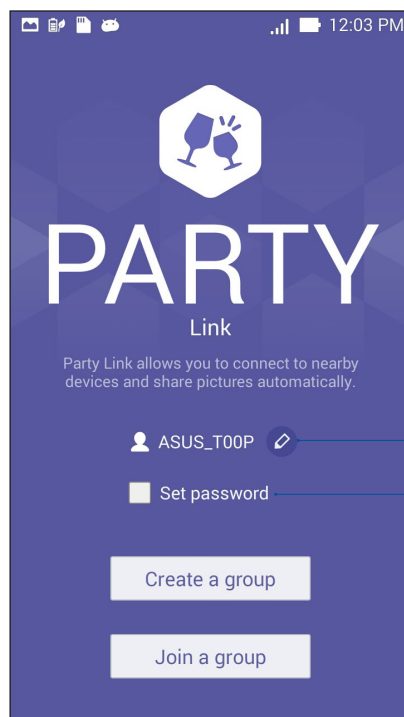 12:03 PM
PARTY
Link
Party Link allows you to connect to nearby
devices and share pictures automatically.
ASUS_T00P
Set password
Create a group
Join a group